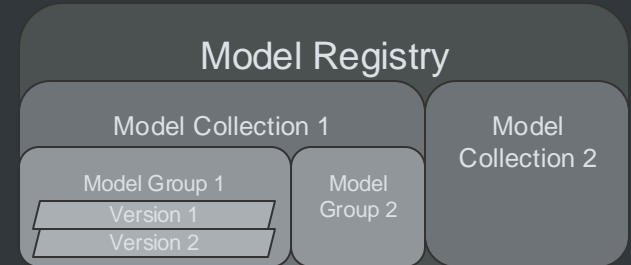 Model Registry
Model Collection 1
Model
Collection 2
Model Group 1
Model
Group 2
Version 1
Version 2